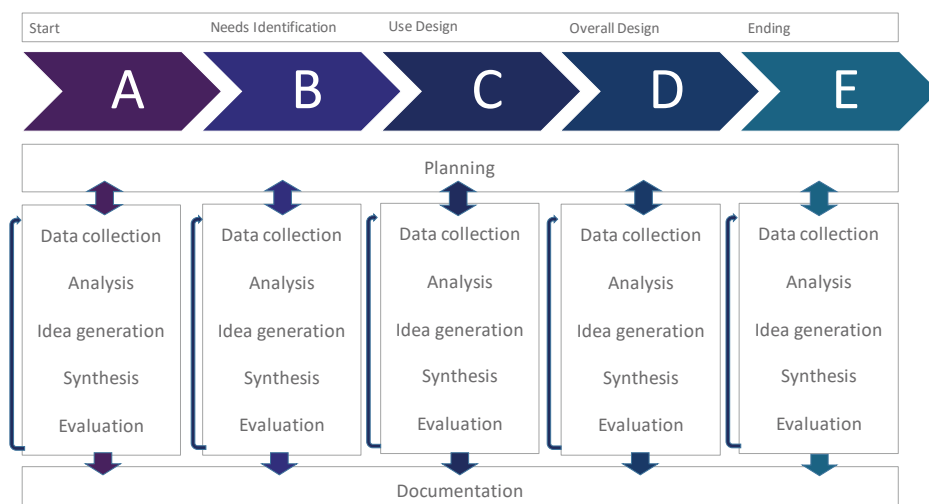 Start
Needs Identification
Use Design
Overall Design
Ending
A
B
C
D
E
Planning
Data collection
Analysis
Idea generation
Synthesis
Evaluation
Data collection
Analysis
Idea generation
Synthesis
Evaluation
Data collection
Analysis
Idea generation
Synthesis
Evaluation
Data collection
Analysis
Idea generation
Synthesis
Evaluation
Data collection
Analysis
Idea generation
Synthesis
Evaluation
Documentation